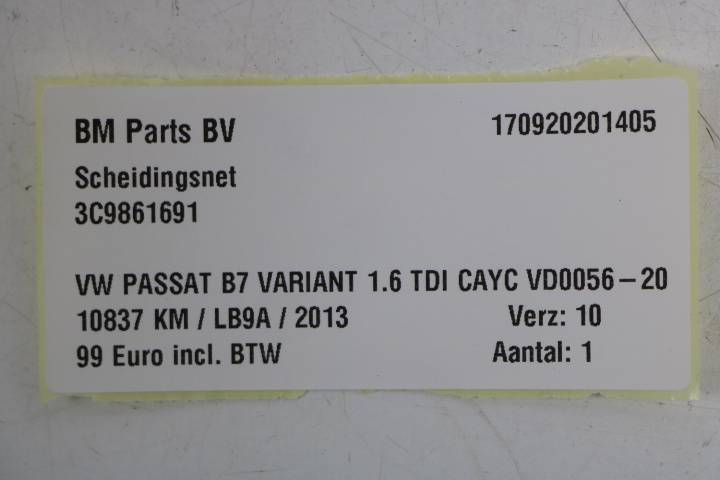 BM Parts BV 170920201405
Scheidingsnet
3C9861691
VW PASSAT B7 VARIANT 1.6 TDI CAYC VD0056-20
10837 KM / LB9A / 2013 Verz: 10
99 Euro incl. BTW Aantal: 1